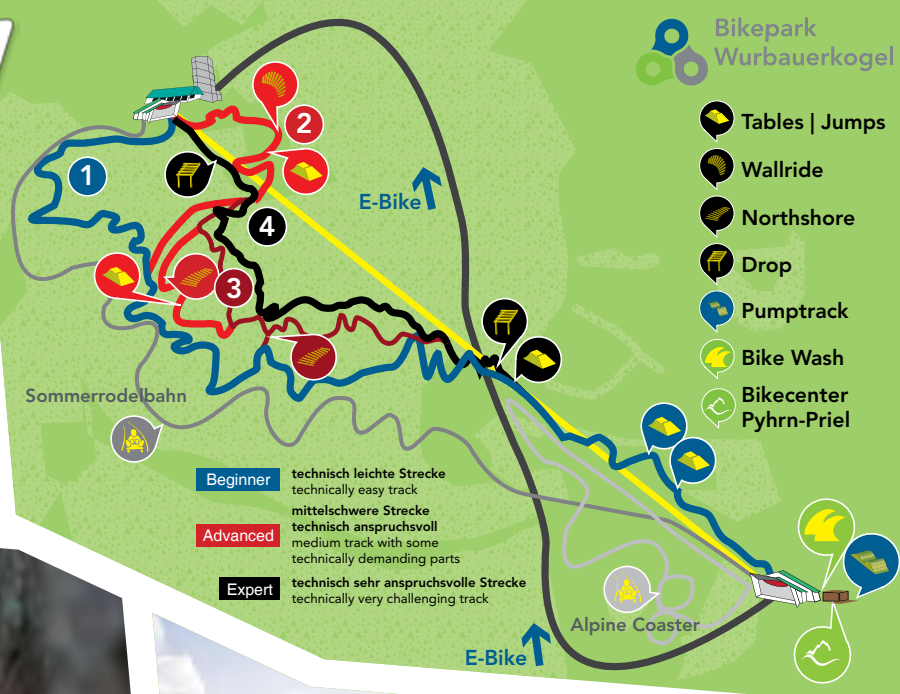 Bikepark
Wurbauerkogel
Tables | Jumps
Wallride
Northshore
Drop
Pumptrack
Bike Wash
Bikecenter
Pyhrn-Priel
1
2
3
4
E-Bike
Sommerrodelbahn
Beginner
technisch leichte Strecke
technically easy track
Advanced
mittelschwere Strecke
technisch anspruchsvoll
medium track with some
technically demanding parts
Expert
technisch sehr anspruchsvolle Strecke
technically very challenging track
Alpine Coaster
E-Bike